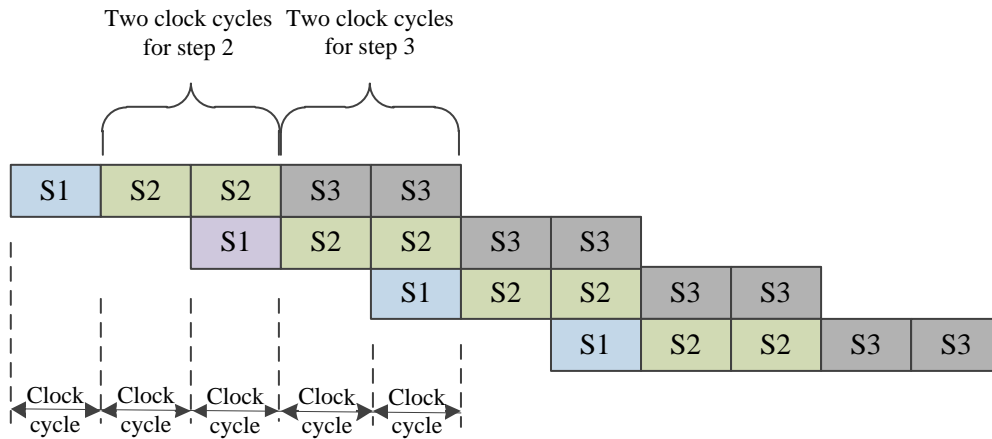 Two clock cycles
for step 2
Two clock cycles
for step 3
S1 S2 S2 S3 S3
S1 S2 S2 S3 S3
S1 S2 S2 S3 S3
S1 S2 S2 S3 S3
Clock
cycle
Clock
cycle
Clock
cycle
Clock
cycle
Clock
cycle